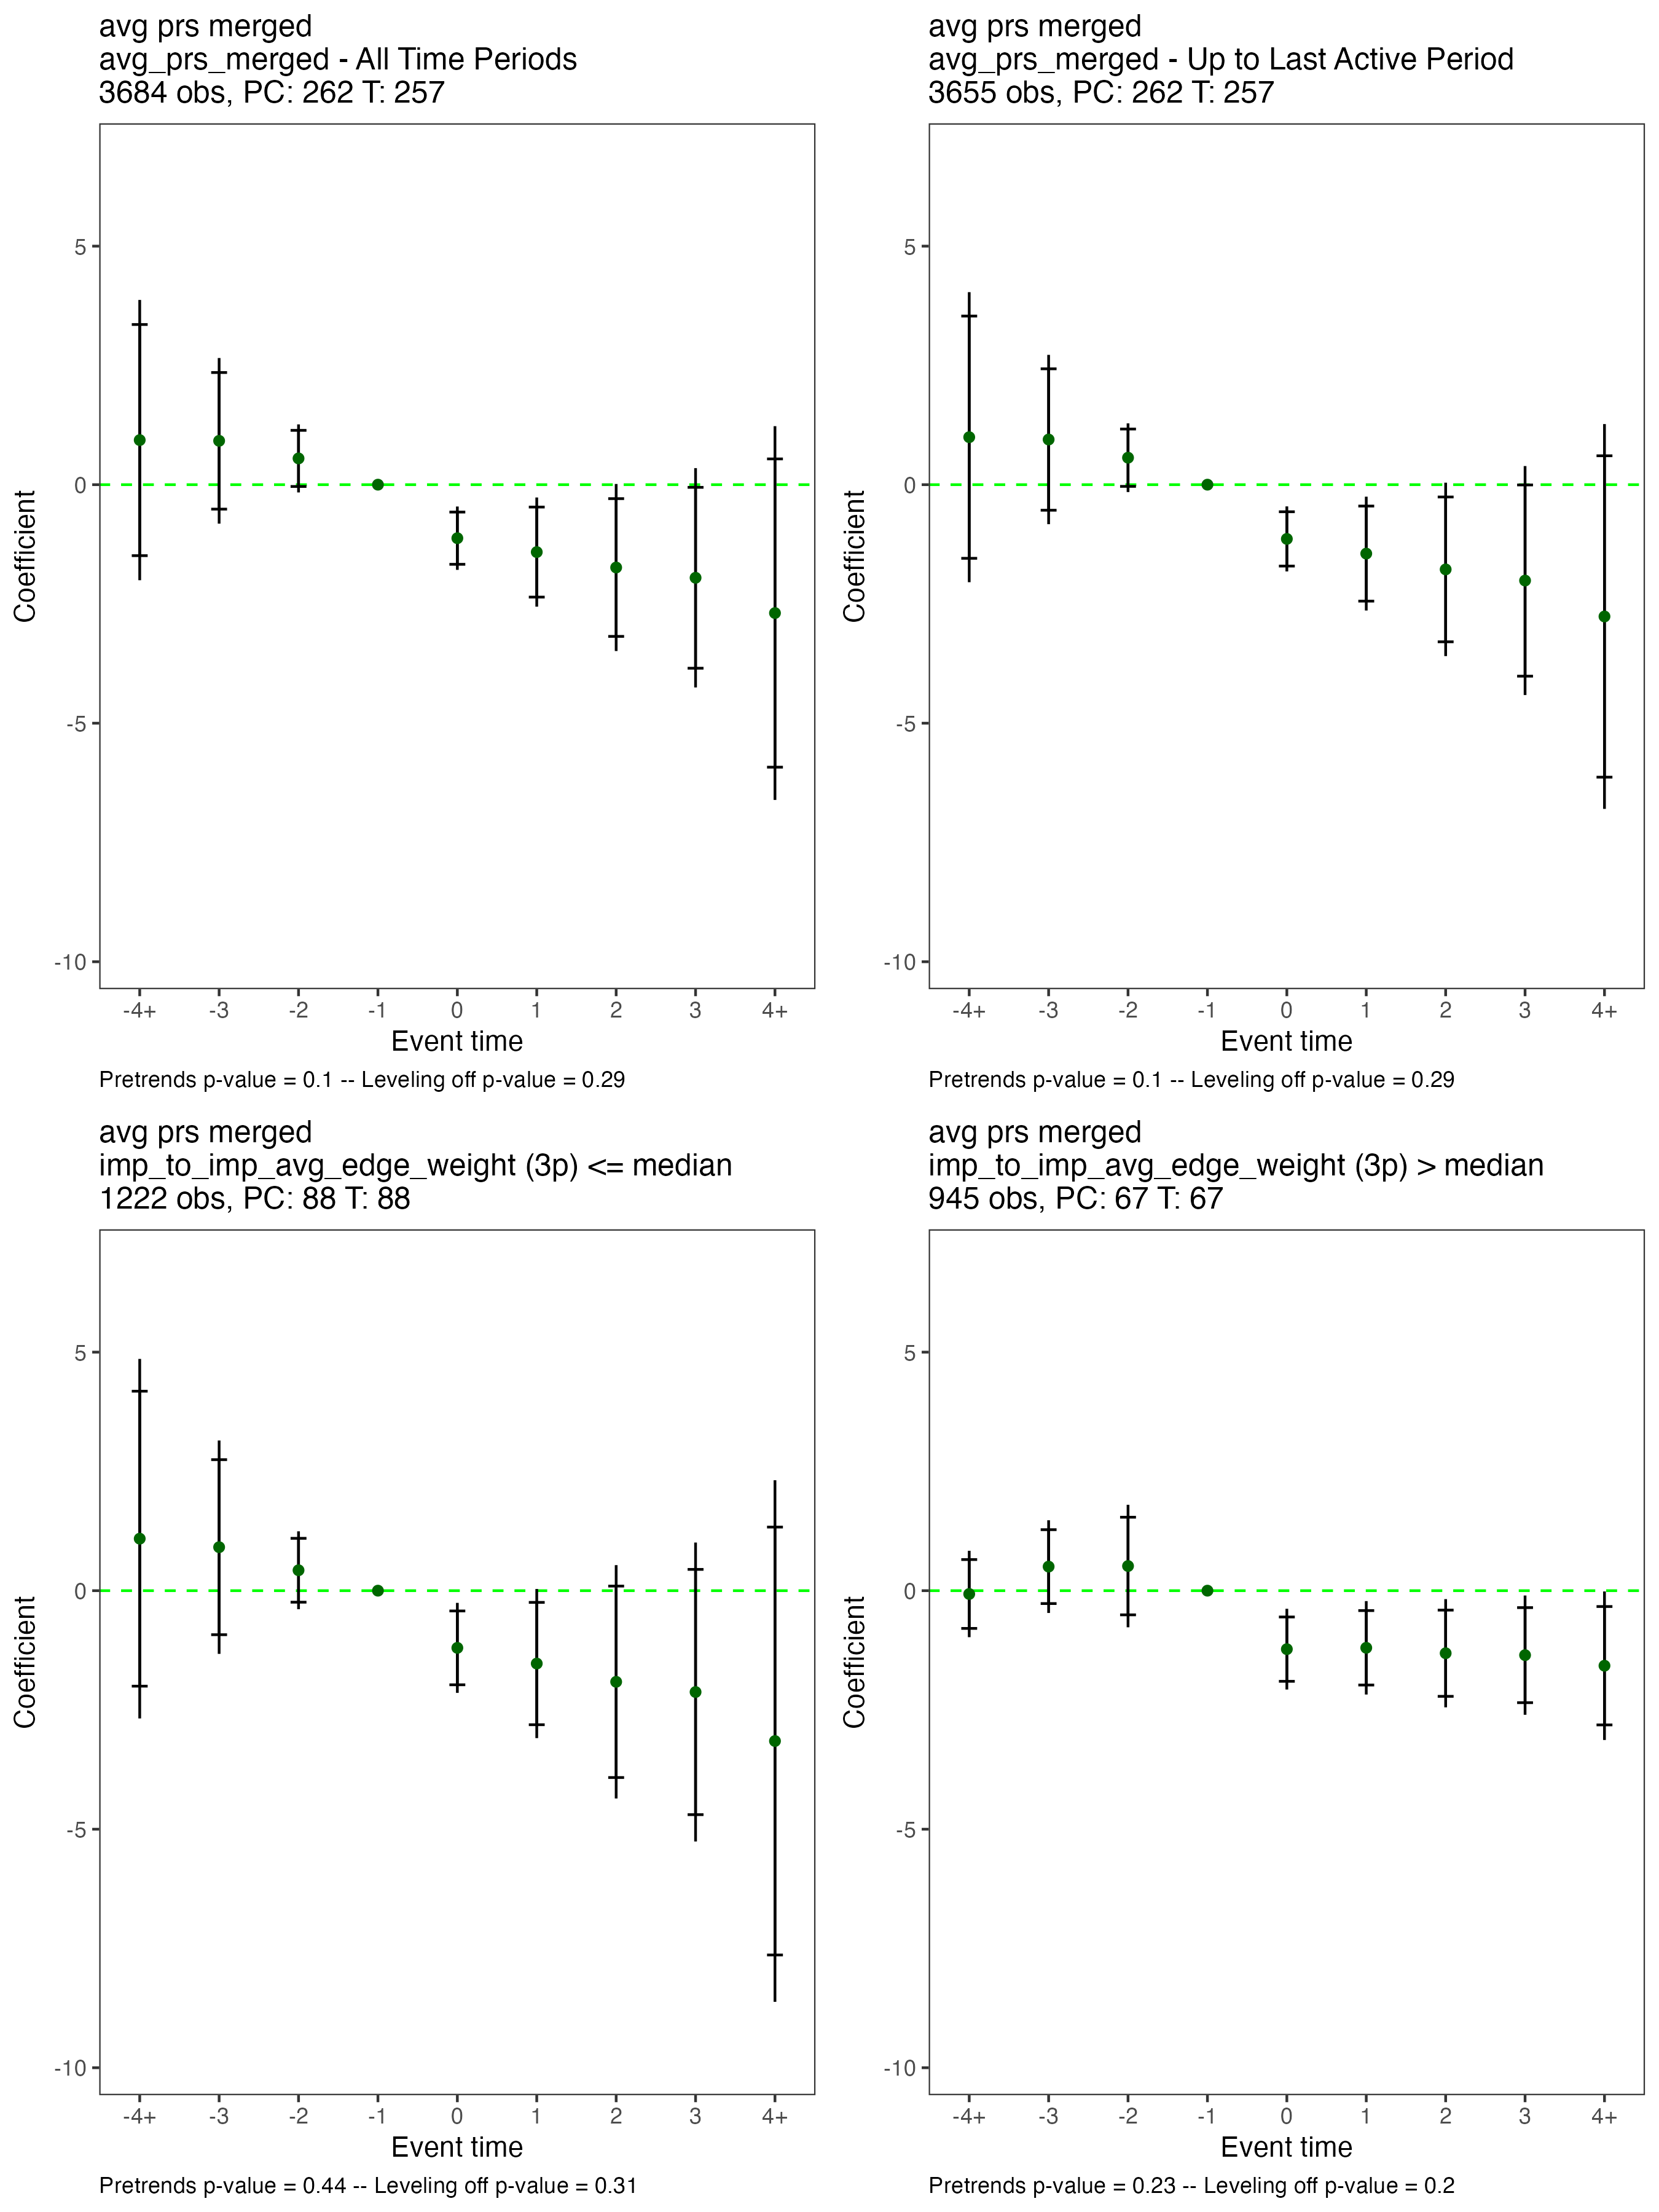 avg prs merged
avg_prs_merged - All Time Periods
3684 obs, PC: 262 T: 257
5
0
-5
-10
Coefficient
-4+ -3 -2 -1 0 1 2 3 4+
Event time
Pretrends p-value = 0.1 -- Leveling off p-value = 0.29
avg prs merged
avg_prs_merged - Up to Last Active Period
3655 obs, PC: 262 T: 257
5
0
-5
-10
Coefficient
-4+ -3 -2 -1 0 1 2 3 4+
Event time
Pretrends p-value = 0.1 -- Leveling off p-value = 0.29
avg prs merged
imp_to_imp_avg_edge_weight (3p) <= median
1222 obs, PC: 88 T: 88
5
0
-5
-10
Coefficient
-4+ -3 -2 -1 0 1 2 3 4+
Event time
Pretrends p-value = 0.44 -- Leveling off p-value = 0.31
avg prs merged
imp_to_imp_avg_edge_weight (3p) > median
945 obs, PC: 67 T: 67
5
0
-5
-10
Coefficient
-4+ -3 -2 -1 0 1 2 3 4+
Event time
Pretrends p-value = 0.23 -- Leveling off p-value = 0.2